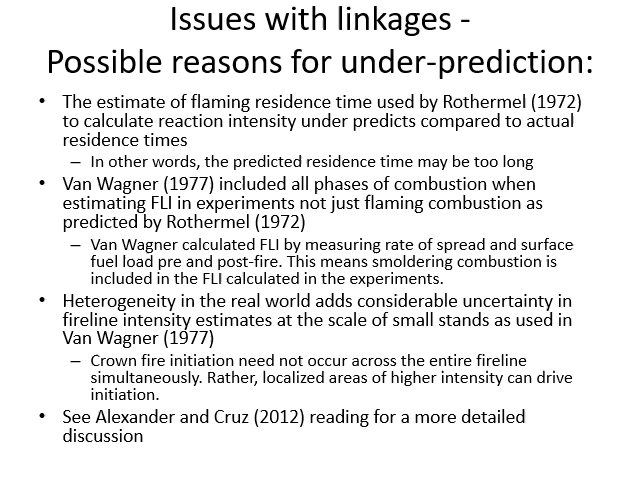 Issues with linkages -
Possible reasons for under-prediction:
• The estimate of flaming residence time used by Rothermel (1972)
to calculate reaction intensity under predicts compared to actual
residence times
– In other words, the predicted residence time may be too long
• Van Wagner (1977) included all phases of combustion when
estimating FLI in experiments not just flaming combustion as
predicted by Rothermel (1972)
– Van Wagner calculated FLI by measuring rate of spread and surface
fuel load pre and post-fire. This means smoldering combustion is
included in the FLI calculated in the experiments.
• Heterogeneity in the real world adds considerable uncertainty in
fireline intensity estimates at the scale of small stands as used in
Van Wagner (1977)
– Crown fire initiation need not occur across the entire fireline
simultaneously. Rather, localized areas of higher intensity can drive
initiation.
• See Alexander and Cruz (2012) reading for a more detailed
discussion